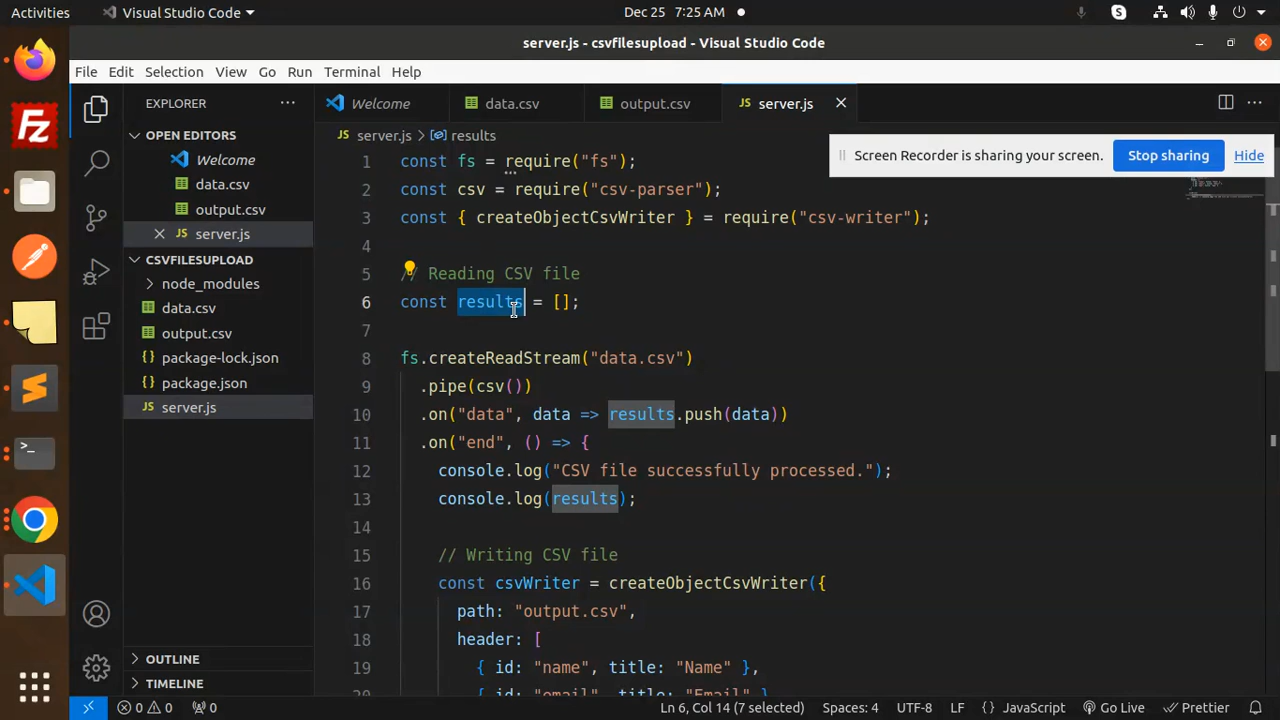 Activities
Visual Studio Code
Dec 25 7:25 AM
server.js - csvfilesupload - Visual Studio Code
File Edit Selection View Go Run Terminal Help
EXPLORER
Welcome
data.csv
output.csv
JS server.js
OPEN EDITORS
Welcome
data.csv
output.csv
JS server.js
CSVFILESUPLOAD
node_modules
data.csv
output.csv
{} package-lock.json
{} package.json
JS server.js
OUTLINE
TIMELINE
JS server.js > results
Screen Recorder is sharing your screen. Stop sharing Hide
1 const fs = require("fs");
2 const csv = require("csv-parser");
3 const { createObjectCsvWriter } = require("csv-writer");
4
5 // Reading CSV file
6 const results = [];
7
8 fs.createReadStream("data.csv")
9 .pipe(csv())
10 .on("data", data => results.push(data))
11 .on("end", () => {
12 console.log("CSV file successfully processed.");
13 console.log(results);
14
15 // Writing CSV file
16 const csvWriter = createObjectCsvWriter({
17 path: "output.csv",
18 header: [
19 { id: "name", title: "Name" },
20 { id: "email", title: "Email" }
0 0 0 Ln 6, Col 14 (7 selected) Spaces: 4 UTF-8 LF {} JavaScript Go Live Prettier